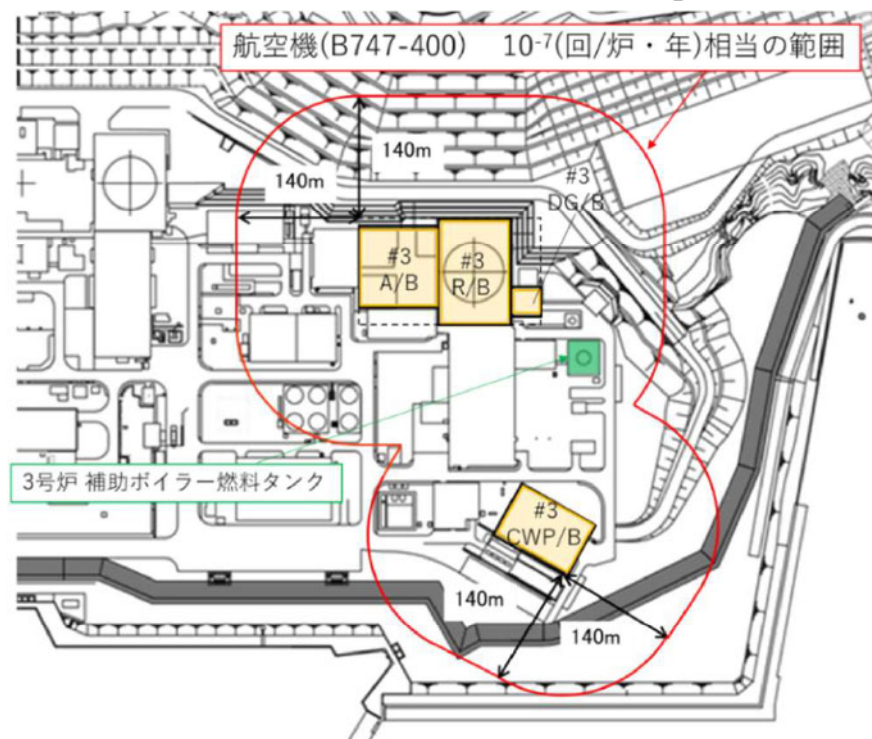 航空機(B747-400) 10⁻⁷(回/炉・年)相当の範囲
140m
140m
#3
DG/B
#3
A/B
#3
R/B
3号炉 補助ボイラー燃料タンク
#3
CWP/B
140m
140m